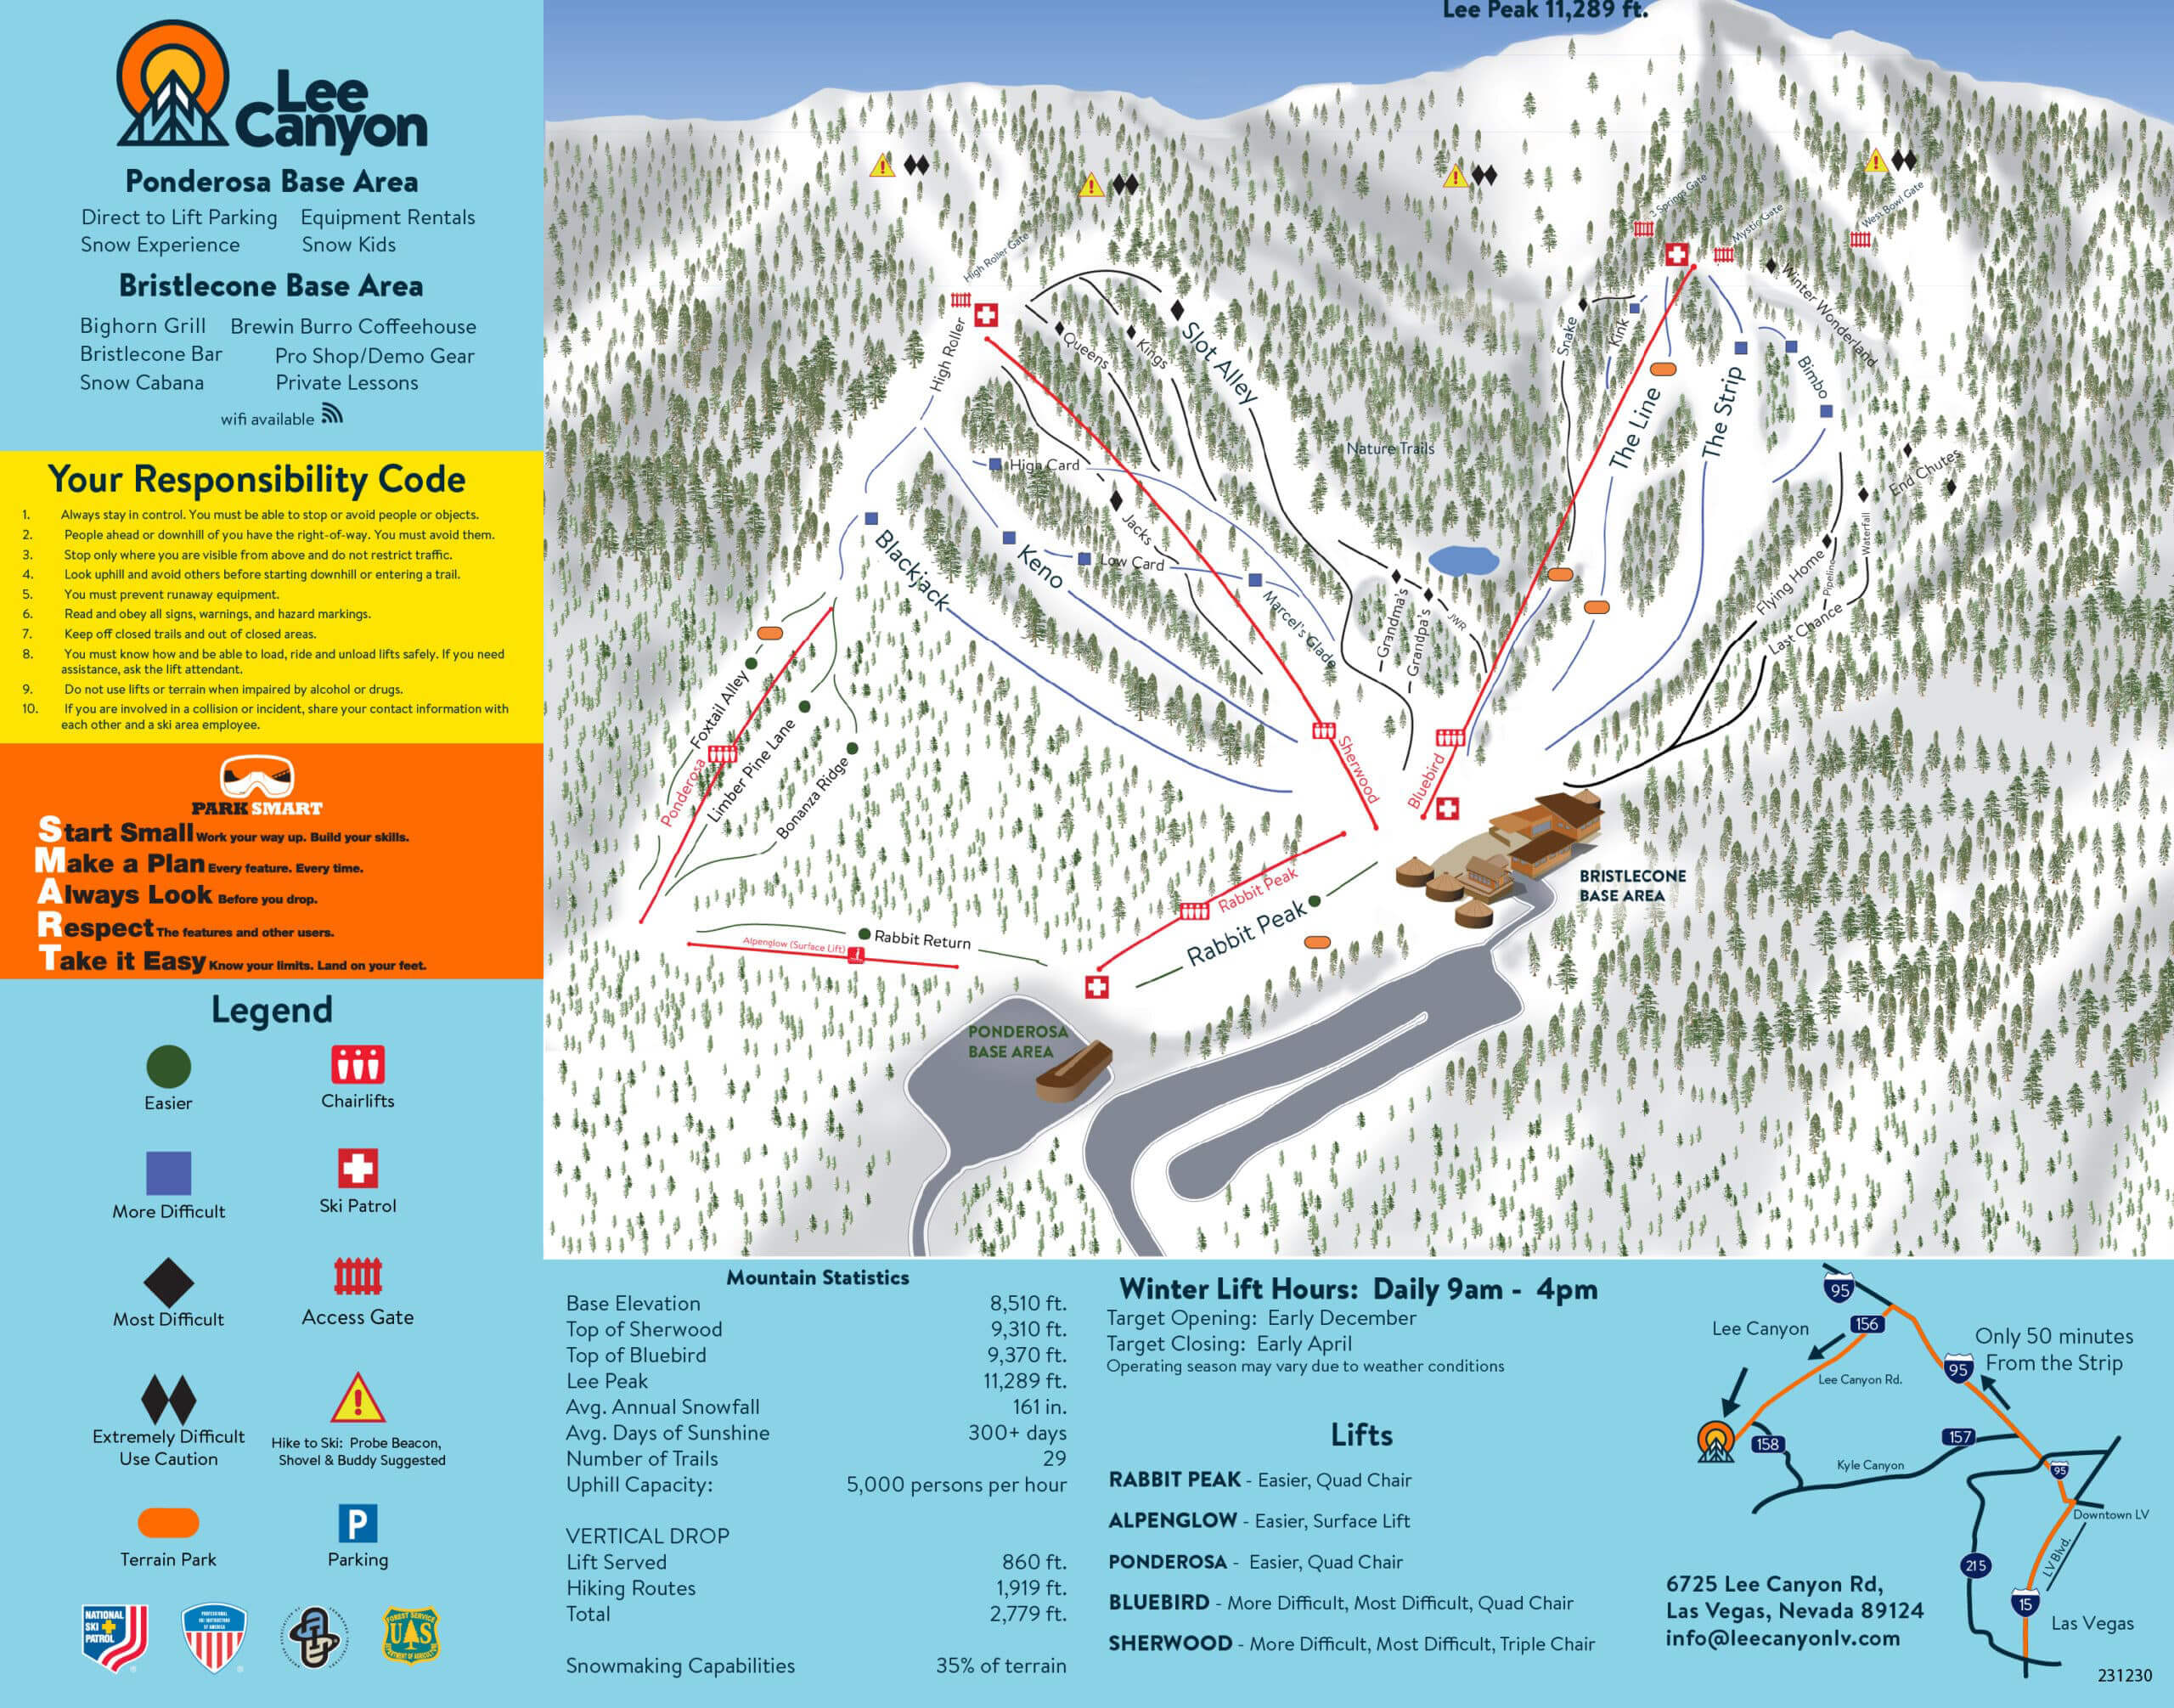 Lee
Canyon
Ponderosa Base Area
Direct to Lift Parking Equipment Rentals
Snow Experience Snow Kids
Bristlecone Base Area
Bighorn Grill Brewin Burro Coffeehouse
Bristlecone Bar Pro Shop/Demo Gear
Snow Cabana Private Lessons
wifi available
Your Responsibility Code
1. Always stay in control. You must be able to stop or avoid people or objects.
2. People ahead or downhill of you have the right-of-way. You must avoid them.
3. Stop only where you are visible from above and do not restrict traffic.
4. Look uphill and avoid others before starting downhill or entering a trail.
5. You must prevent runaway equipment.
6. Read and obey all signs, warnings, and hazard markings.
7. Keep off closed trails and out of closed areas.
8. You must know how and be able to load, ride and unload lifts safely. If you need
assistance, ask the lift attendant.
9. Do not use lifts or terrain when impaired by alcohol or drugs.
10. If you are involved in a collision or incident, share your contact information with
each other and a ski area employee.
PARK SMART
Start Small Work your way up. Build your skills.
Make a Plan Every feature. Every time.
Always Look Before you drop.
Respect The features and other users.
Take it Easy Know your limits. Land on your feet.
Legend
Easier
Chairlifts
More Difficult
Ski Patrol
Most Difficult
Access Gate
Extremely Difficult
Use Caution
Hike to Ski: Probe Beacon,
Shovel & Buddy Suggested
Terrain Park
P
Parking
NATIONAL
SKI
PATROL
FOREST SERVICE
UAS
DEPARTMENT OF AGRICULTURE
Lee Peak 11,289 ft.
High Roller Gate
3 Springs Gate
Mystic Gate
West Bowl Gate
High Roller
Queens
Kings
Slot Alley
Snake
Kink
Winter Wonderland
Bimbo
The Line
The Strip
Nature Trails
End Chutes
High Card
Jacks
Blackjack
Keno
Low Card
Marcel's Glade
Grandma's
Grandpa's
JWR
Flying Home
Pipeline
Waterfall
Last Chance
Foxtail Alley
Ponderosa
Limber Pine Lane
Bonanza Ridge
Sherwood
Bluebird
Rabbit Peak
Rabbit Peak
BRISTLECONE
BASE AREA
Rabbit Return
Alpenglow (Surface Lift)
PONDEROSA
BASE AREA
Mountain Statistics
Base Elevation 8,510 ft.
Top of Sherwood 9,310 ft.
Top of Bluebird 9,370 ft.
Lee Peak 11,289 ft.
Avg. Annual Snowfall 161 in.
Avg. Days of Sunshine 300+ days
Number of Trails 29
Uphill Capacity: 5,000 persons per hour
VERTICAL DROP
Lift Served 860 ft.
Hiking Routes 1,919 ft.
Total 2,779 ft.
Snowmaking Capabilities 35% of terrain
Winter Lift Hours: Daily 9am - 4pm
Target Opening: Early December
Target Closing: Early April
Operating season may vary due to weather conditions
Lifts
RABBIT PEAK - Easier, Quad Chair
ALPENGLOW - Easier, Surface Lift
PONDEROSA - Easier, Quad Chair
BLUEBIRD - More Difficult, Most Difficult, Quad Chair
SHERWOOD - More Difficult, Most Difficult, Triple Chair
95
156
Lee Canyon
Only 50 minutes
From the Strip
95
Lee Canyon Rd.
158
157
Kyle Canyon
95
Downtown LV
LV Blvd.
215
15
Las Vegas
6725 Lee Canyon Rd,
Las Vegas, Nevada 89124
info@leecanyonlv.com
231230